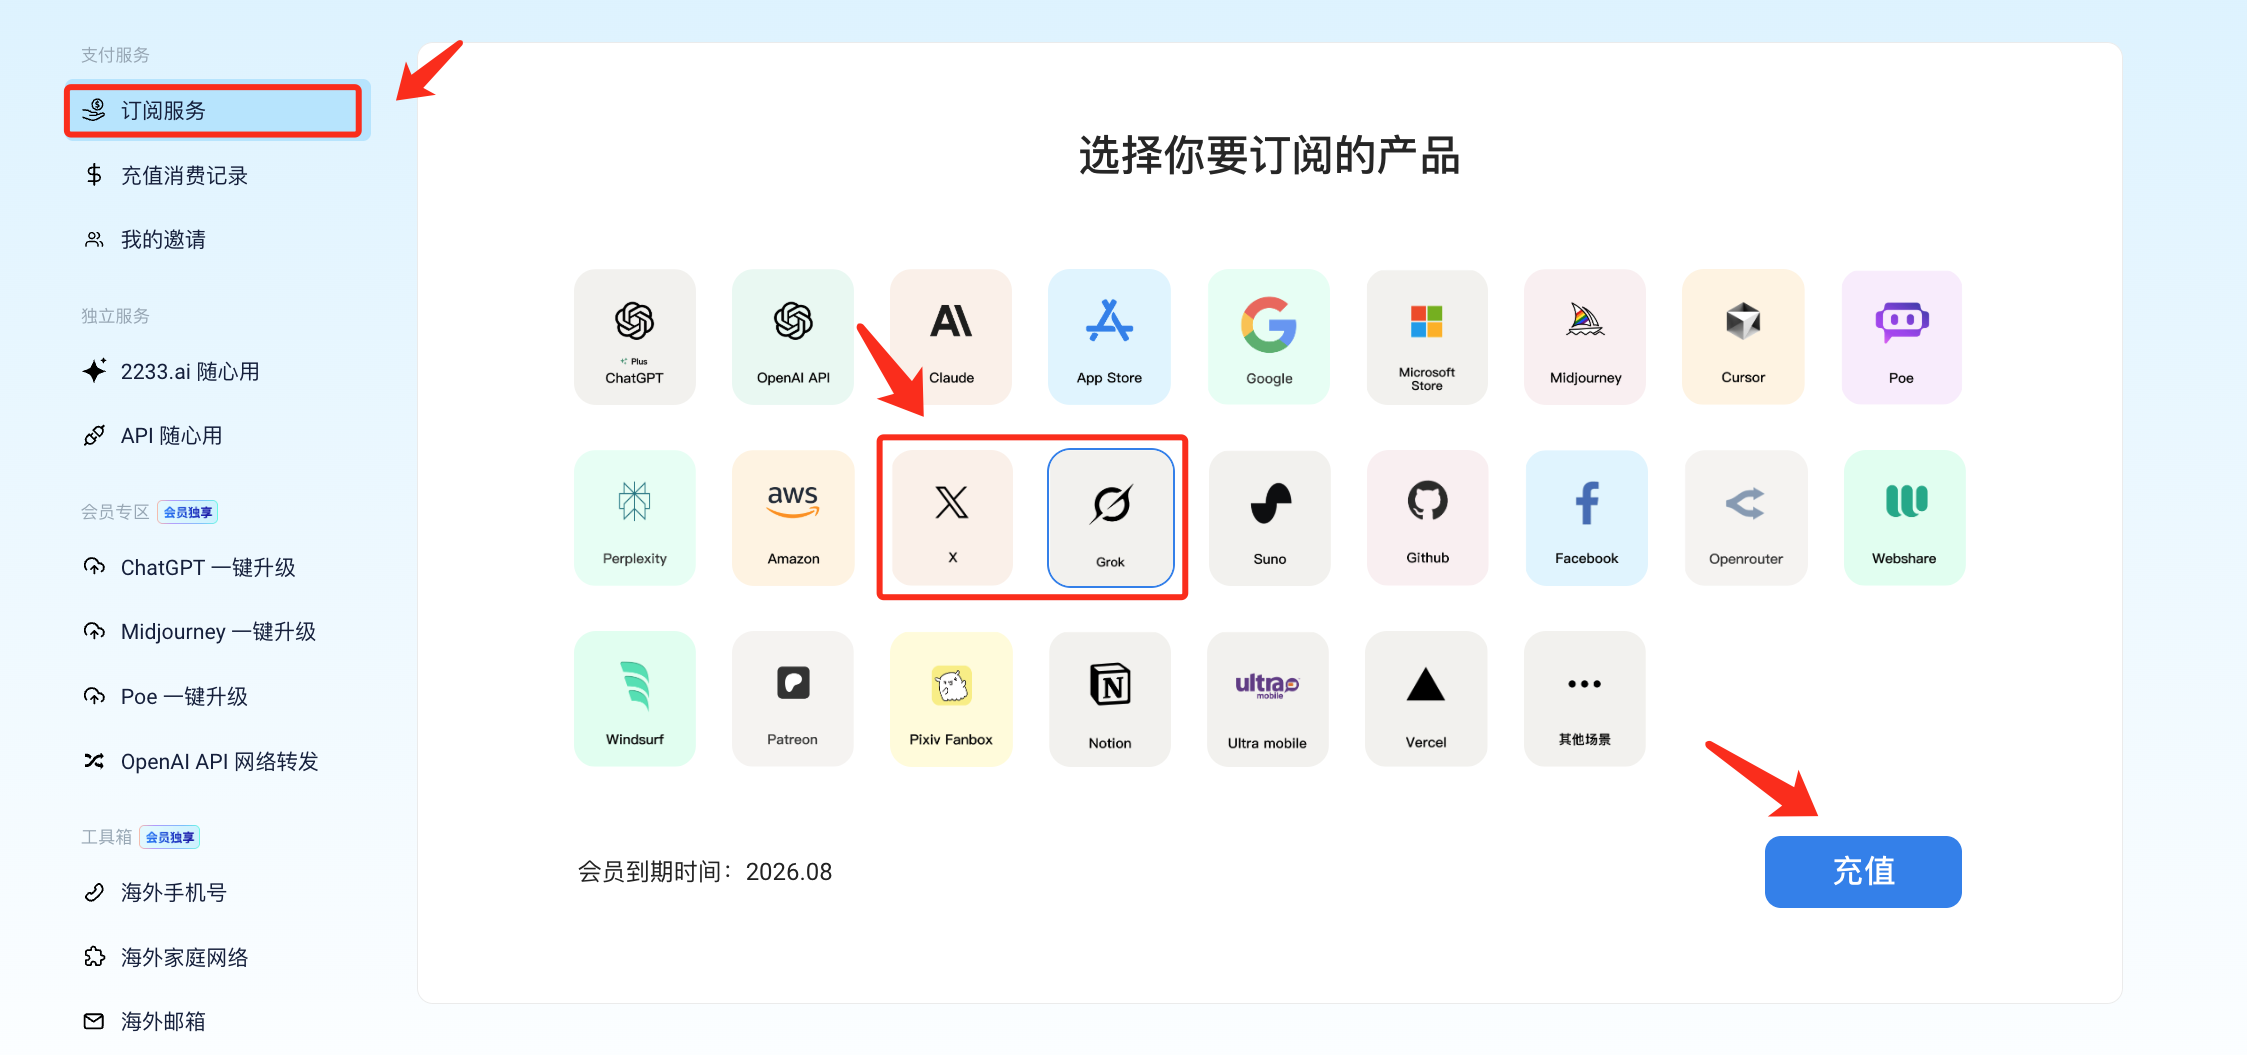 支付服务
订阅服务
充值消费记录
我的邀请
独立服务
2233.ai 随心用
API 随心用
会员专区 会员独享
ChatGPT 一键升级
Midjourney 一键升级
Poe 一键升级
OpenAI API 网络转发
工具箱 会员独享
海外手机号
海外家庭网络
海外邮箱
选择你要订阅的产品
Plus
ChatGPT
OpenAI API
Claude
App Store
Google
Microsoft
Store
Midjourney
Cursor
Poe
Perplexity
aws
Amazon
X
Grok
Suno
Github
Facebook
Openrouter
Webshare
Windsurf
Patreon
Pixiv Fanbox
Notion
ultra
mobile
Ultra mobile
Vercel
其他场景
会员到期时间：2026.08
充值